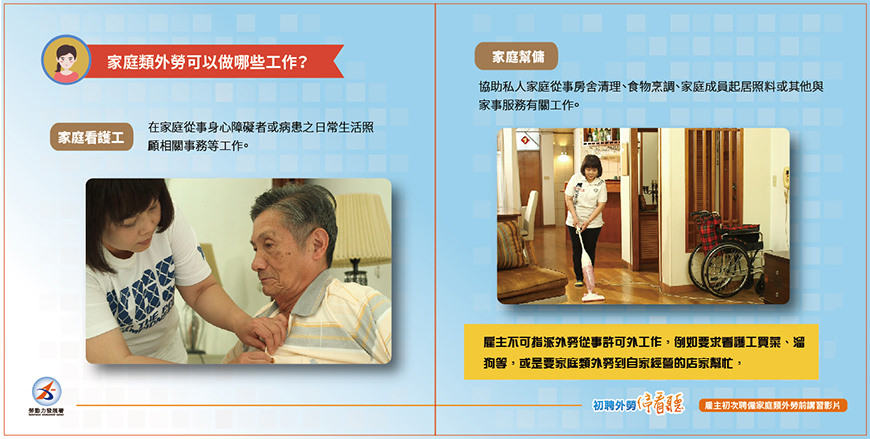 家庭類外勞可以做哪些工作？
家庭看護工
在家庭從事身心障礙者或病患之日常生活照
顧相關事務等工作。
勞動力發展署
家庭幫傭
協助私人家庭從事房舍清理、食物烹調、家庭成員起居照料或其他與
家事服務有關工作。
雇主不可指派外勞從事許可外工作，例如要求看護工買菜、溜
狗等，或是要家庭類外勞到自家經營的店家幫忙，
初聘外勞停看聽
雇主初次聘僱家庭類外勞前講習影片